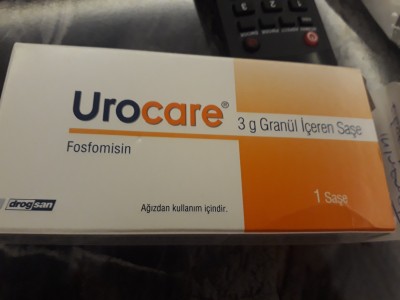 Urocare®
3 g Granül İçeren Saşe
Fosfomisin
1 Saşe
drogsan
Ağızdan kullanım içindir.